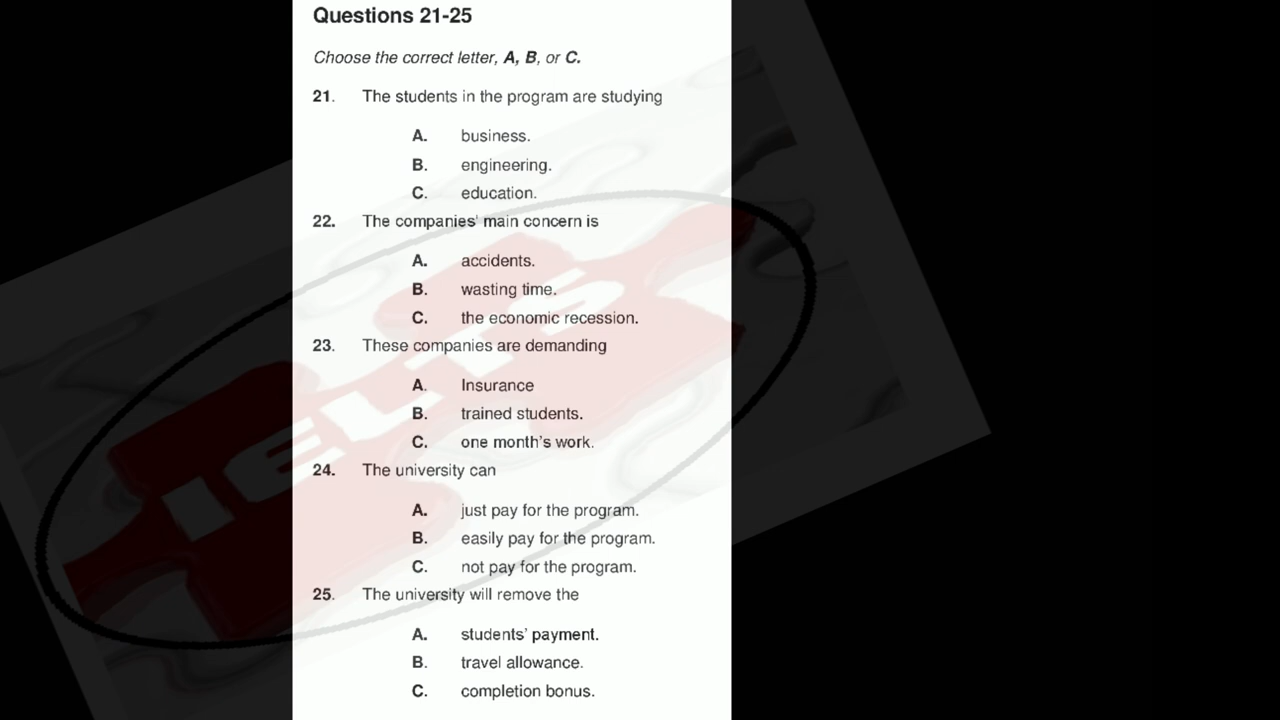 Questions 21-25
Choose the correct letter, A, B, or C.
21. The students in the program are studying
A. business.
B. engineering.
C. education.
22. The companies' main concern is
A. accidents.
B. wasting time.
C. the economic recession.
23. These companies are demanding
A. Insurance
B. trained students.
C. one month's work.
24. The university can
A. just pay for the program.
B. easily pay for the program.
C. not pay for the program.
25. The university will remove the
A. students' payment.
B. travel allowance.
C. completion bonus.
IELTS